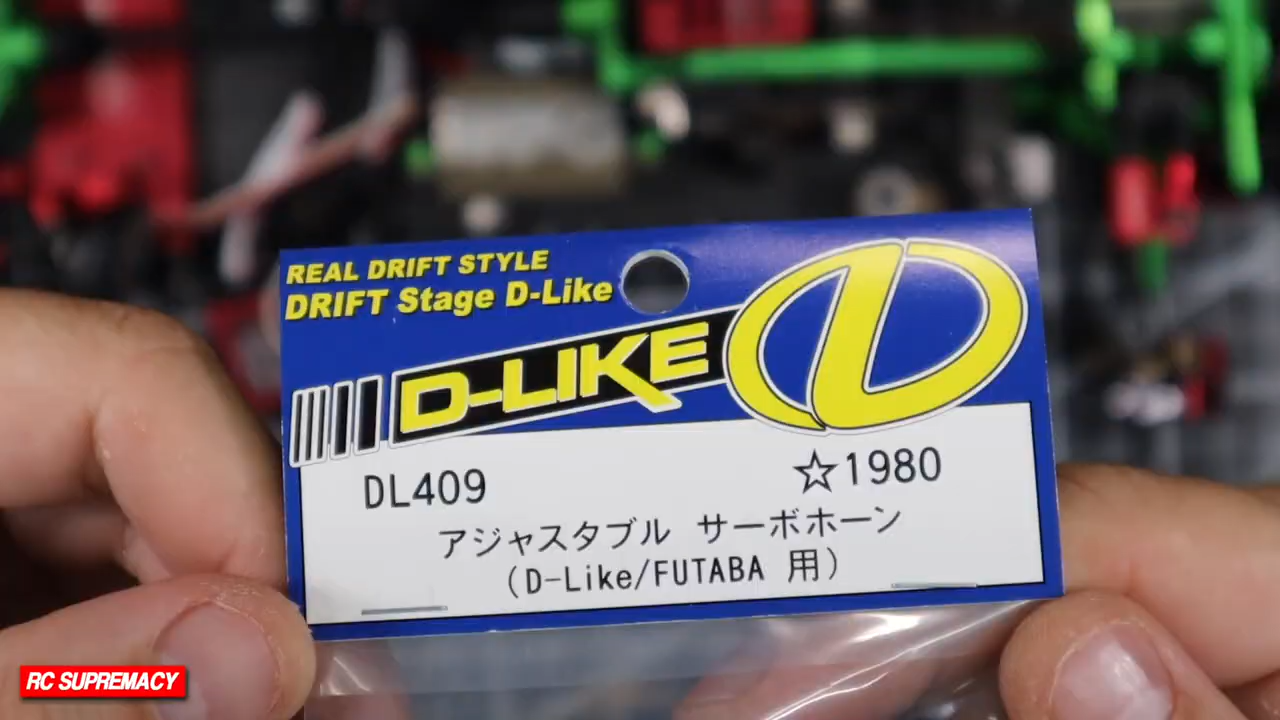 REAL DRIFT STYLE
DRIFT Stage D-Like
D-LIKE
D
DL409
☆1980
アジャスタブル サーボホーン
(D-Like/FUTABA 用)
RC SUPREMACY